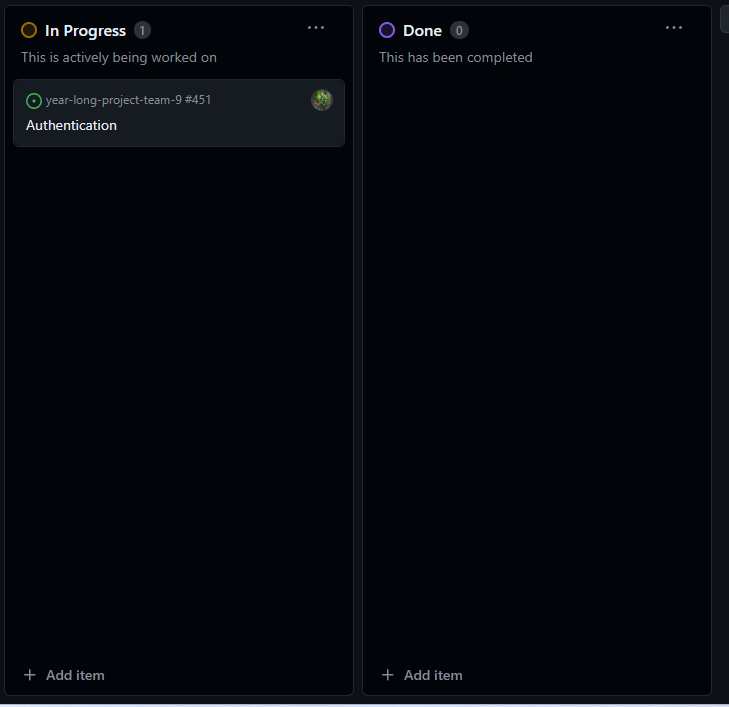 In Progress 1
This is actively being worked on
year-long-project-team-9 #451
Authentication
Add item
Done 0
This has been completed
Add item